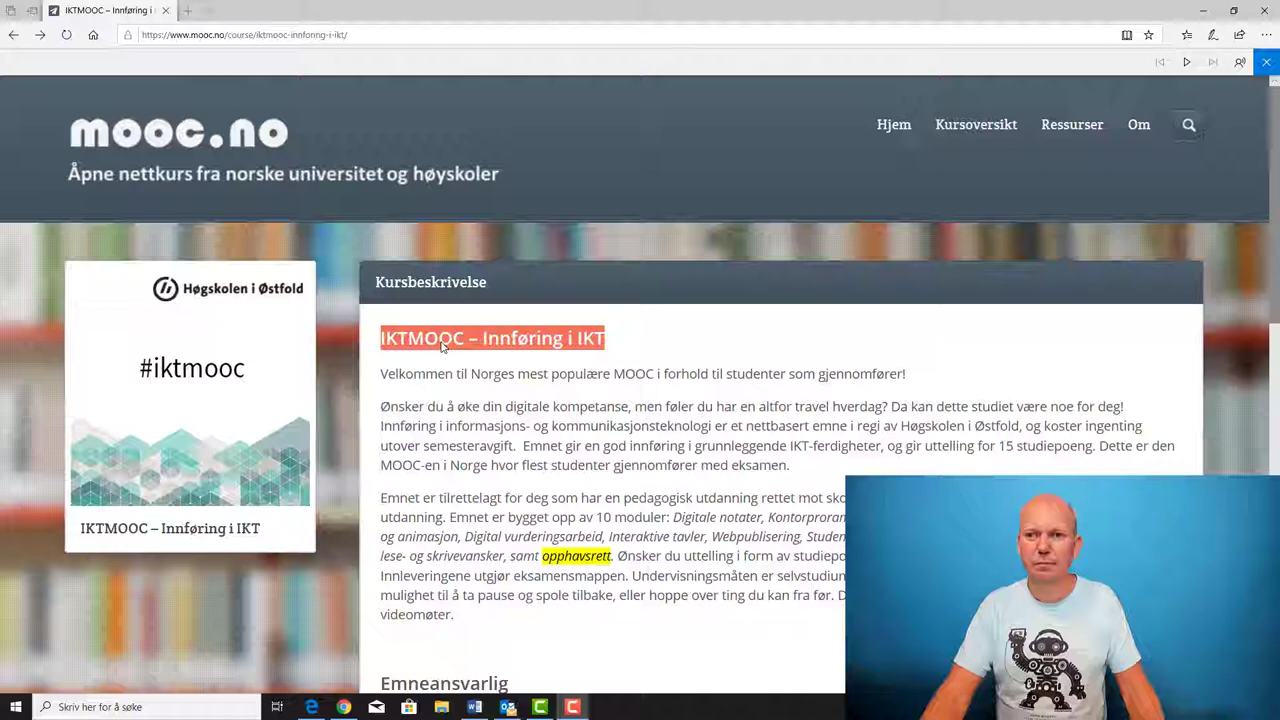 IKTMOOC – Innføring i
https://www.mooc.no/course/iktmooc-innforing-i-ikt/
mooc.no
Åpne nettkurs fra norske universitet og høyskoler
Hjem Kursoversikt Ressurser Om
Høgskolen i Østfold
#iktmooc
IKTMOOC – Innføring i IKT
Kursbeskrivelse
IKTMOOC – Innføring i IKT
Velkommen til Norges mest populære MOOC i forhold til studenter som gjennomfører!
Ønsker du å øke din digitale kompetanse, men føler du har en altfor travel hverdag? Da kan dette studiet være noe for deg!
Innføring i informasjons- og kommunikasjonsteknologi er et nettbasert emne i regi av Høgskolen i Østfold, og koster ingenting
utover semesteravgift. Emnet gir en god innføring i grunnleggende IKT-ferdigheter, og gir uttelling for 15 studiepoeng. Dette er den
MOOC-en i Norge hvor flest studenter gjennomfører med eksamen.
Emnet er tilrettelagt for deg som har en pedagogisk utdanning rettet mot sko
utdanning. Emnet er bygget opp av 10 moduler: Digitale notater, Kontorprogram
og animasjon, Digital vurderingsarbeid, Interaktive tavler, Webpublisering, Studen
lese- og skrivevansker, samt opphavsrett. Ønsker du uttelling i form av studiepo
Innleveringene utgjør eksamensmappen. Undervisningsmåten er selvstudium
mulighet til å ta pause og spole tilbake, eller hoppe over ting du kan fra før. D
videomøter.
Emneansvarlig
Skriv her for å søke